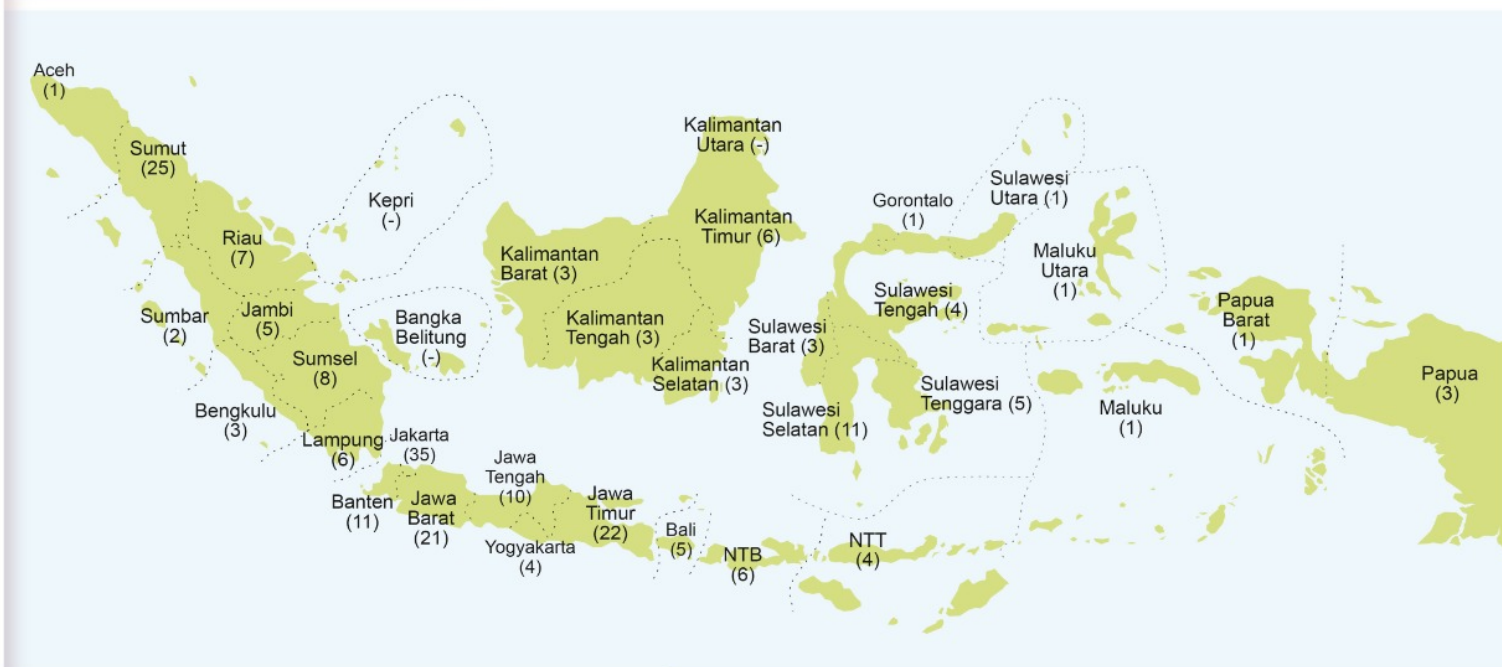 Aceh
(1)
Sumut
(25)
Riau
(7)
Kepri
(-)
Sumbar
(2)
Jambi
(5)
Bangka
Belitung
(-)
Sumsel
(8)
Bengkulu
(3)
Lampung
(6)
Jakarta
(35)
Banten
(11)
Jawa
Barat
(21)
Jawa
Tengah
(10)
Yogyakarta
(4)
Jawa
Timur
(22)
Bali
(5)
NTB
(6)
NTT
(4)
Kalimantan
Utara (-)
Kalimantan
Timur (6)
Kalimantan
Barat (3)
Kalimantan
Tengah (3)
Kalimantan
Selatan (3)
Gorontalo
(1)
Sulawesi
Utara (1)
Sulawesi
Tengah (4)
Sulawesi
Barat (3)
Sulawesi
Selatan (11)
Sulawesi
Tenggara (5)
Maluku
Utara
(1)
Maluku
(1)
Papua
Barat
(1)
Papua
(3)